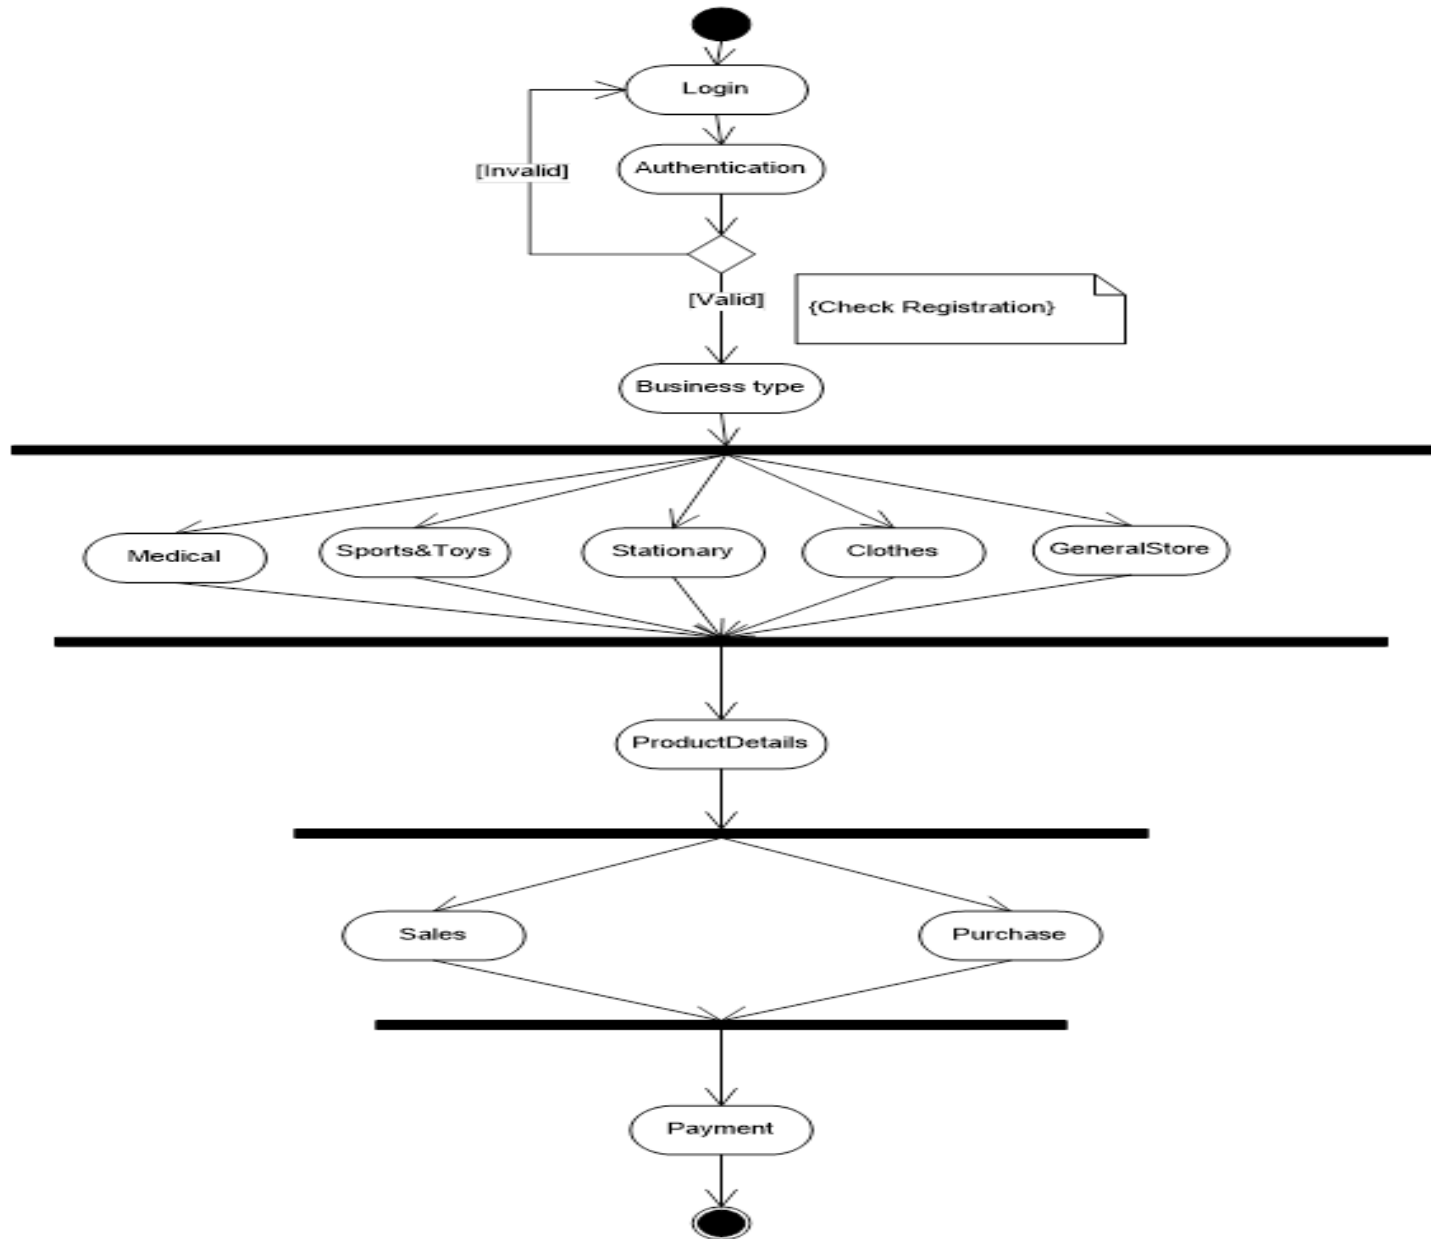 Login
[Invalid]
Authentication
[Valid]
{Check Registration}
Business type
Medical
Sports&Toys
Stationary
Clothes
GeneralStore
ProductDetails
Sales
Purchase
Payment